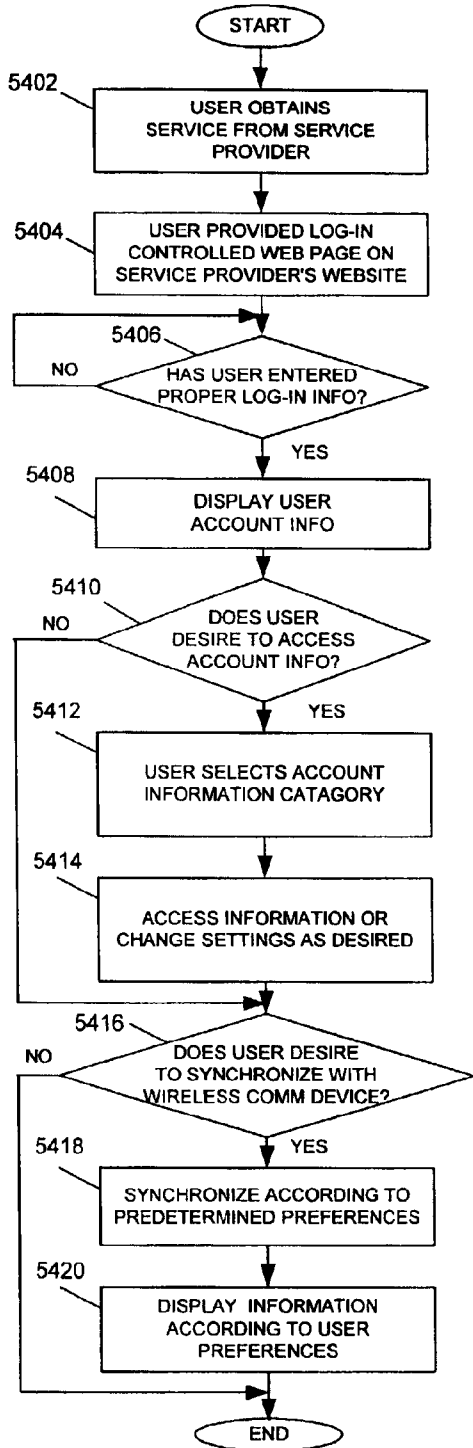 START
5402
USER OBTAINS
SERVICE FROM SERVICE
PROVIDER
5404
USER PROVIDED LOG-IN
CONTROLLED WEB PAGE ON
SERVICE PROVIDER'S WEBSITE
5406
NO
HAS USER ENTERED
PROPER LOG-IN INFO?
YES
5408
DISPLAY USER
ACCOUNT INFO
5410
NO
DOES USER
DESIRE TO ACCESS
ACCOUNT INFO?
YES
5412
USER SELECTS ACCOUNT
INFORMATION CATAGORY
5414
ACCESS INFORMATION OR
CHANGE SETTINGS AS DESIRED
5416
NO
DOES USER DESIRE
TO SYNCHRONIZE WITH
WIRELESS COMM DEVICE?
YES
5418
SYNCHRONIZE ACCORDING TO
PREDETERMINED PREFERENCES
5420
DISPLAY INFORMATION
ACCORDING TO USER
PREFERENCES
END